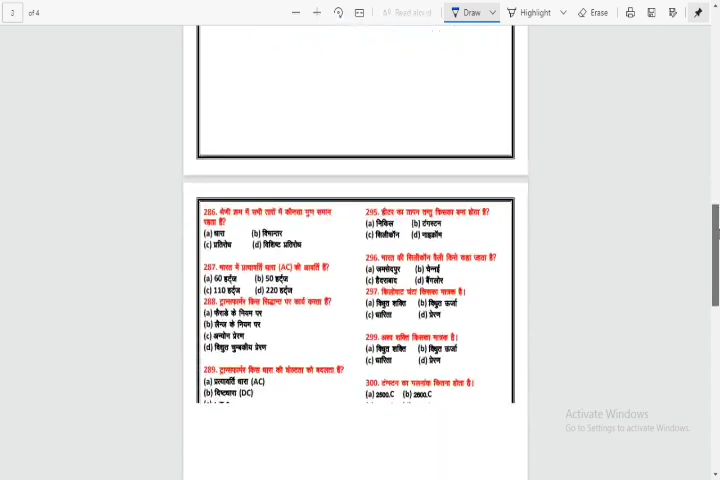 3 of 4 Read aloud Draw Highlight Erase
286. श्रेणी क्रम में सभी तारों में कौनसा गुण समान
रहता है?
(a) धारा (b) विभान्तर
(c) प्रतिरोध (d) विशिष्ट प्रतिरोध
287. भारत में प्रत्यावर्ति धारा (AC) की आवर्ति हैं?
(a) 60 हर्ट्ज (b) 50 हर्ट्ज
(c) 110 हर्ट्ज (d) 220 हर्ट्ज
288. ट्रान्सफार्मर किस सिद्धान्त पर कार्य करता हैं?
(a) फैराडे के नियम पर
(b) लैन्ज के नियम पर
(c) अन्योन प्रेरण
(d) विद्युत चुम्बकीय प्रेरण
289. ट्रान्सफार्मर किस धारा की वोल्टता को बदलता हैं?
(a) प्रत्यावर्ति धारा (AC)
(b) दिष्टधारा (DC)
295. हीटर का तापन तन्तु किसका बना होता है?
(a) निकिल (b) टंगस्टन
(c) सिलीकॉन (d) नाइक्रॉम
296. भारत की सिलीकॉन वैली किसे कहा जाता है?
(a) जमशेदपुर (b) चेन्नई
(c) हैदराबाद (d) बैंगलोर
297. किलोवाट घंटा किसका मात्रक है।
(a) विधुत शक्ति (b) विधुत ऊर्जा
(c) धारिता (d) प्रेरण
299. अश्व शक्ति किसका मात्रक है।
(a) विधुत शक्ति (b) विधुत ऊर्जा
(c) धारिता (d) प्रेरण
300. टंगस्टन का गलनांक कितना होता है।
(a) 2500.C (b) 2600.C
Activate Windows
Go to Settings to activate Windows.